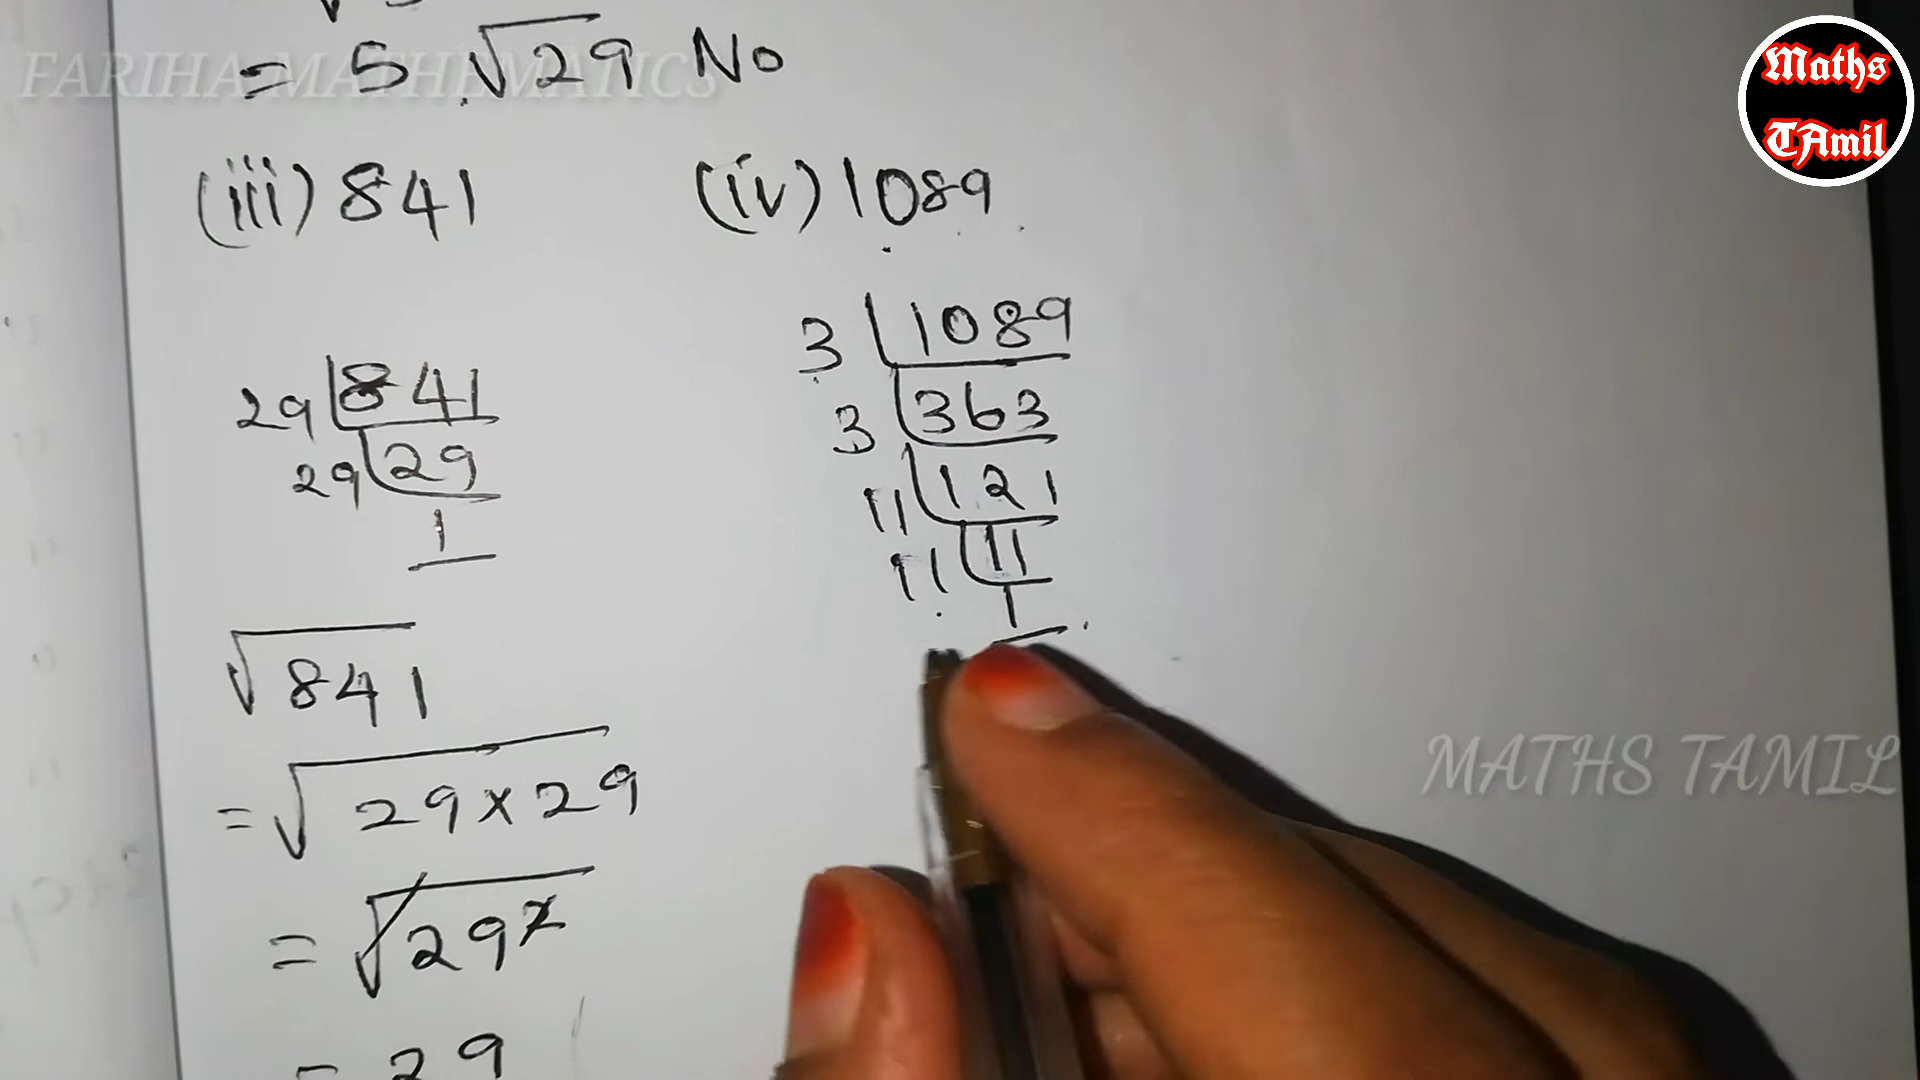 FARIHA MATHEMATICS
= 5 √29 No
Maths
TAmil
(iii) 841
29 | 841
29 | 29
1
√841
= √29×29
= √29²
= 29
(iv) 1089
3 | 1089
3 | 363
11 | 121
11 | 11
1
MATHS TAMIL